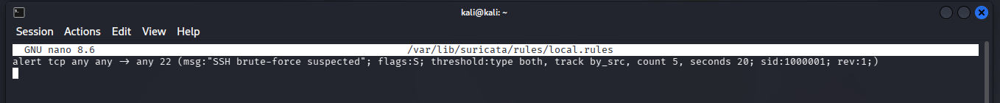 kali@kali: ~
Session Actions Edit View Help
GNU nano 8.6 /var/lib/suricata/rules/local.rules
alert tcp any any -> any 22 (msg:"SSH brute-force suspected"; flags:S; threshold:type both, track by_src, count 5, seconds 20; sid:1000001; rev:1;)